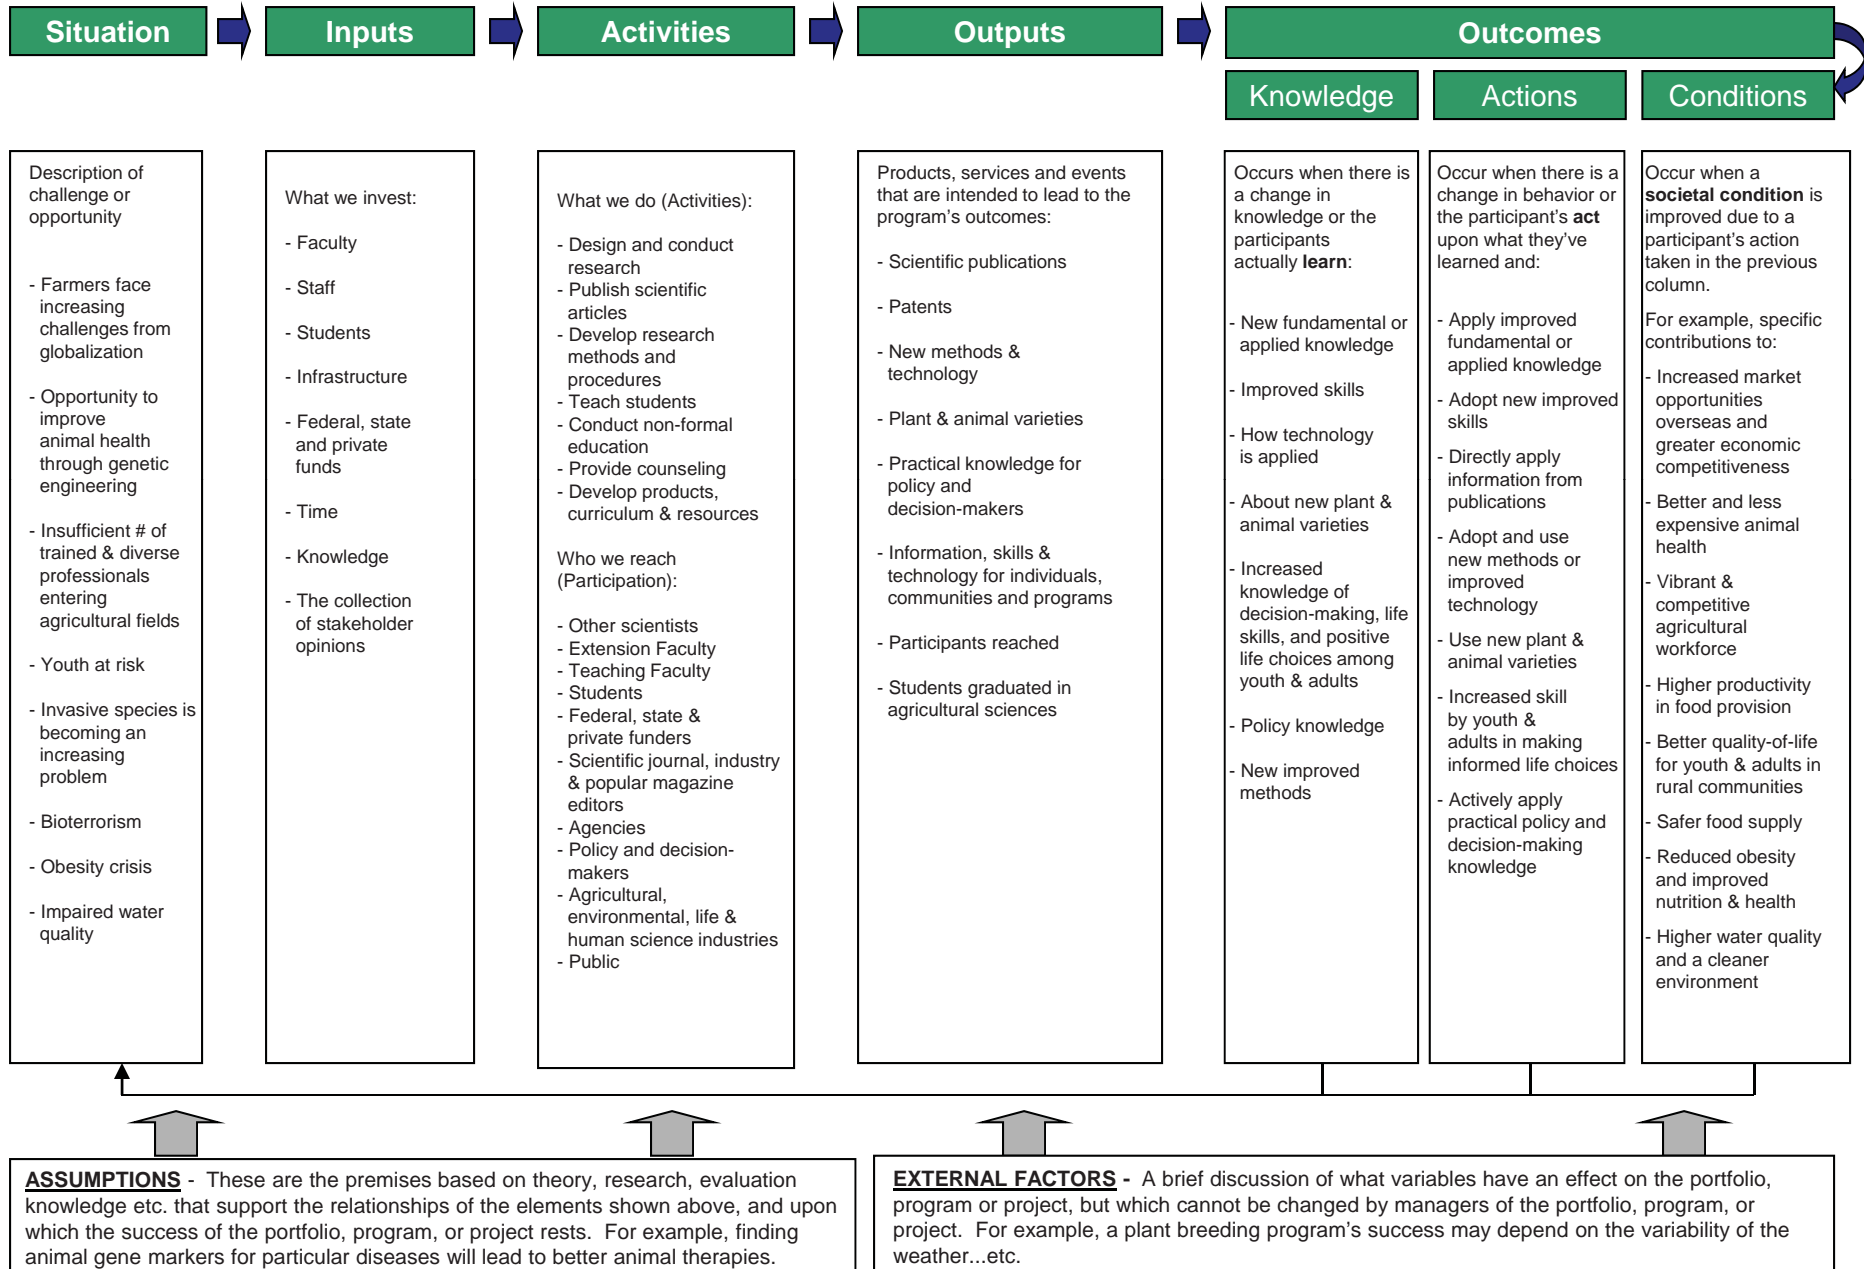 Situation
Inputs
Activities
Outputs
Outcomes
Knowledge
Actions
Conditions
Description of
challenge or
opportunity
- Farmers face
increasing
challenges from
globalization
- Opportunity to
improve
animal health
through genetic
engineering
- Insufficient # of
trained & diverse
professionals
entering
agricultural fields
- Youth at risk
- Invasive species is
becoming an
increasing
problem
- Bioterrorism
- Obesity crisis
- Impaired water
quality
What we invest:
- Faculty
- Staff
- Students
- Infrastructure
- Federal, state
and private
funds
- Time
- Knowledge
- The collection
of stakeholder
opinions
What we do (Activities):
- Design and conduct
research
- Publish scientific
articles
- Develop research
methods and
procedures
- Teach students
- Conduct non-formal
education
- Provide counseling
- Develop products,
curriculum & resources
Who we reach
(Participation):
- Other scientists
- Extension Faculty
- Teaching Faculty
- Students
- Federal, state &
private funders
- Scientific journal, industry
& popular magazine
editors
- Agencies
- Policy and decision-
makers
- Agricultural,
environmental, life &
human science industries
- Public
Products, services and events
that are intended to lead to the
program's outcomes:
- Scientific publications
- Patents
- New methods &
technology
- Plant & animal varieties
- Practical knowledge for
policy and
decision-makers
- Information, skills &
technology for individuals,
communities and programs
- Participants reached
- Students graduated in
agricultural sciences
Occurs when there is
a change in
knowledge or the
participants
actually learn:
- New fundamental or
applied knowledge
- Improved skills
- How technology
is applied
- About new plant &
animal varieties
- Increased
knowledge of
decision-making, life
skills, and positive
life choices among
youth & adults
- Policy knowledge
- New improved
methods
Occur when there is a
change in behavior or
the participant's act
upon what they've
learned and:
- Apply improved
fundamental or
applied knowledge
- Adopt new improved
skills
- Directly apply
information from
publications
- Adopt and use
new methods or
improved
technology
- Use new plant &
animal varieties
- Increased skill
by youth &
adults in making
informed life choices
- Actively apply
practical policy and
decision-making
knowledge
Occur when a
societal condition is
improved due to a
participant's action
taken in the previous
column.
For example, specific
contributions to:
- Increased market
opportunities
overseas and
greater economic
competitiveness
- Better and less
expensive animal
health
- Vibrant &
competitive
agricultural
workforce
- Higher productivity
in food provision
- Better quality-of-life
for youth & adults in
rural communities
- Safer food supply
- Reduced obesity
and improved
nutrition & health
- Higher water quality
and a cleaner
environment
ASSUMPTIONS - These are the premises based on theory, research, evaluation
knowledge etc. that support the relationships of the elements shown above, and upon
which the success of the portfolio, program, or project rests. For example, finding
animal gene markers for particular diseases will lead to better animal therapies.
EXTERNAL FACTORS - A brief discussion of what variables have an effect on the portfolio,
program or project, but which cannot be changed by managers of the portfolio, program, or
project. For example, a plant breeding program's success may depend on the variability of the
weather...etc.